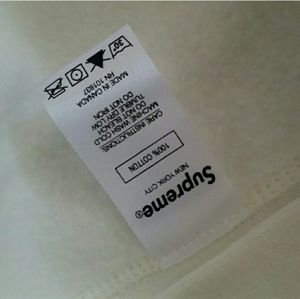 Supreme®
NEW YORK CITY
100% COTTON
CARE INSTRUCTIONS:
MACHINE WASH COLD
DO NOT BLEACH
TUMBLE DRY LOW
DO NOT IRON
RN 101837
MADE IN CANADA
30°